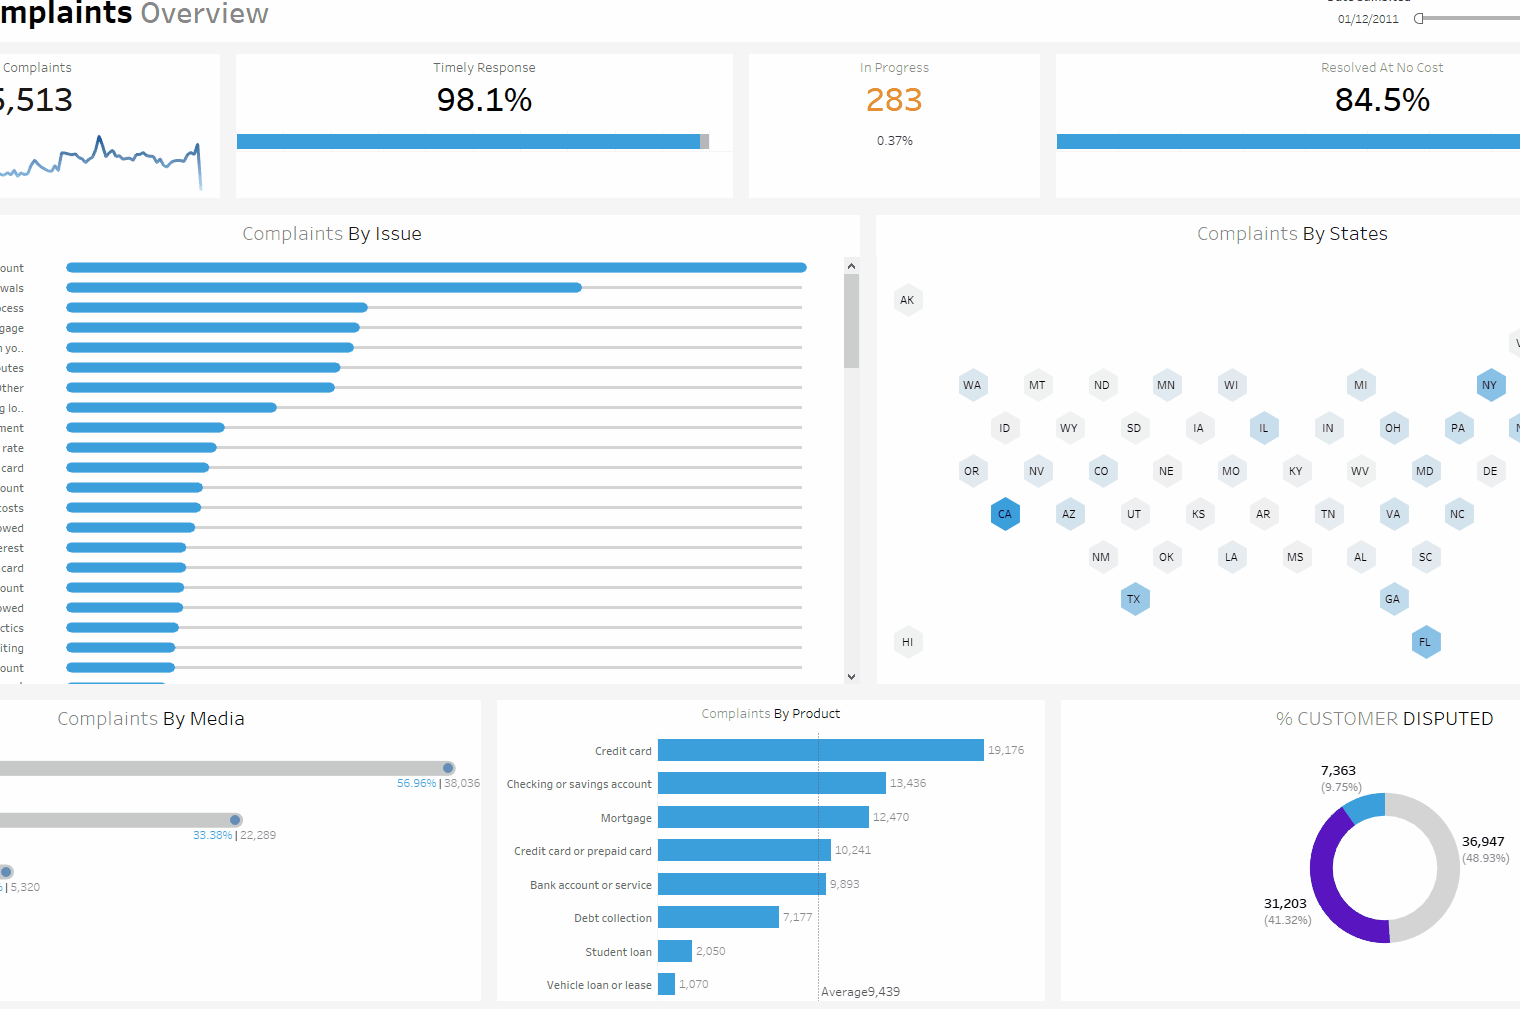 mplaints Overview
01/12/2011
Complaints
5,513
Timely Response
98.1%
In Progress
283
0.37%
Resolved At No Cost
84.5%
Complaints By Issue
ount
wals
ocess
gage
n yo..
outes
Other
g lo..
ment
rate
card
ount
costs
owed
erest
card
ount
owed
ctics
iting
ount
Complaints By States
AK
WA MT ND MN WI MI NY
ID WY SD IA IL IN OH PA
OR NV CO NE MO KY WV MD DE
CA AZ UT KS AR TN VA NC
NM OK LA MS AL SC
TX GA
HI FL
Complaints By Media
56.96% | 38,036
33.38% | 22,289
% | 5,320
Complaints By Product
Credit card 19,176
Checking or savings account 13,436
Mortgage 12,470
Credit card or prepaid card 10,241
Bank account or service 9,893
Debt collection 7,177
Student loan 2,050
Vehicle loan or lease 1,070
Average9,439
% CUSTOMER DISPUTED
7,363
(9.75%)
36,947
(48.93%)
31,203
(41.32%)